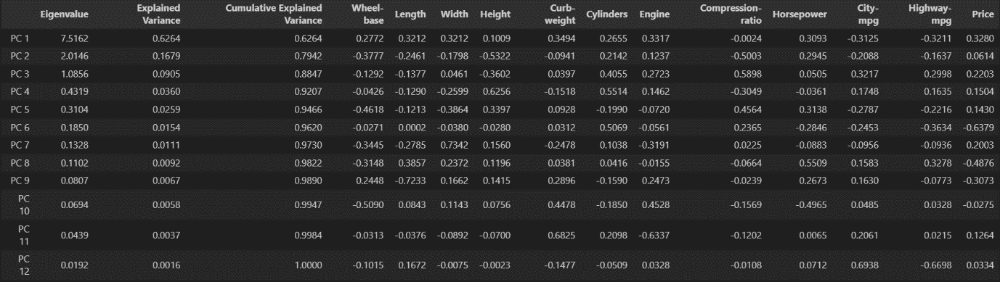 Eigenvalue Explained Variance Cumulative Explained Variance Wheel-base Length Width Height Curb-weight Cylinders Engine Compression-ratio Horsepower City-mpg Highway-mpg Price
PC 1 7.5162 0.6264 0.6264 0.2772 0.3212 0.3212 0.1009 0.3494 0.2655 0.3317 -0.0024 0.3093 -0.3125 -0.3211 0.3280
PC 2 2.0146 0.1679 0.7942 -0.3777 -0.2461 -0.1798 -0.5322 -0.0941 0.2142 0.1237 -0.5003 0.2945 -0.2088 -0.1637 0.0614
PC 3 1.0856 0.0905 0.8847 -0.1292 -0.1377 0.0461 -0.3602 0.0397 0.4055 0.2723 0.5898 0.0505 0.3217 0.2998 0.2203
PC 4 0.4319 0.0360 0.9207 -0.0426 -0.1290 -0.2599 0.6256 -0.1518 0.5514 0.1462 -0.3049 -0.0361 0.1748 0.1635 0.1504
PC 5 0.3104 0.0259 0.9466 -0.4618 -0.1213 -0.3864 0.3397 0.0928 -0.1990 -0.0720 0.4564 0.3138 -0.2787 -0.2216 0.1430
PC 6 0.1850 0.0154 0.9620 -0.0271 0.0002 -0.0380 -0.0280 0.0312 0.5069 -0.0561 0.2365 -0.2846 -0.2453 -0.3634 -0.6379
PC 7 0.1328 0.0111 0.9730 -0.3445 -0.2785 0.7342 0.1560 -0.2478 0.1038 -0.3191 0.0225 -0.0883 -0.0956 -0.0936 0.2003
PC 8 0.1102 0.0092 0.9822 -0.3148 0.3857 0.2372 0.1196 0.0381 0.0416 -0.0155 -0.0664 0.5509 0.1583 0.3278 -0.4876
PC 9 0.0807 0.0067 0.9890 0.2448 -0.7233 0.1662 0.1415 0.2896 -0.1590 0.2473 -0.0239 0.2673 0.1630 -0.0773 -0.3073
PC 10 0.0694 0.0058 0.9947 -0.5090 0.0843 0.1143 0.0756 0.4478 -0.1850 0.4528 -0.1569 -0.4965 0.0485 0.0328 -0.0275
PC 11 0.0439 0.0037 0.9984 -0.0313 -0.0376 -0.0892 -0.0700 0.6825 0.2098 -0.6337 -0.1202 0.0065 0.2061 0.0215 0.1264
PC 12 0.0192 0.0016 1.0000 -0.1015 0.1672 -0.0075 -0.0023 -0.1477 -0.0509 0.0328 -0.0108 0.0712 0.6938 -0.6698 0.0334